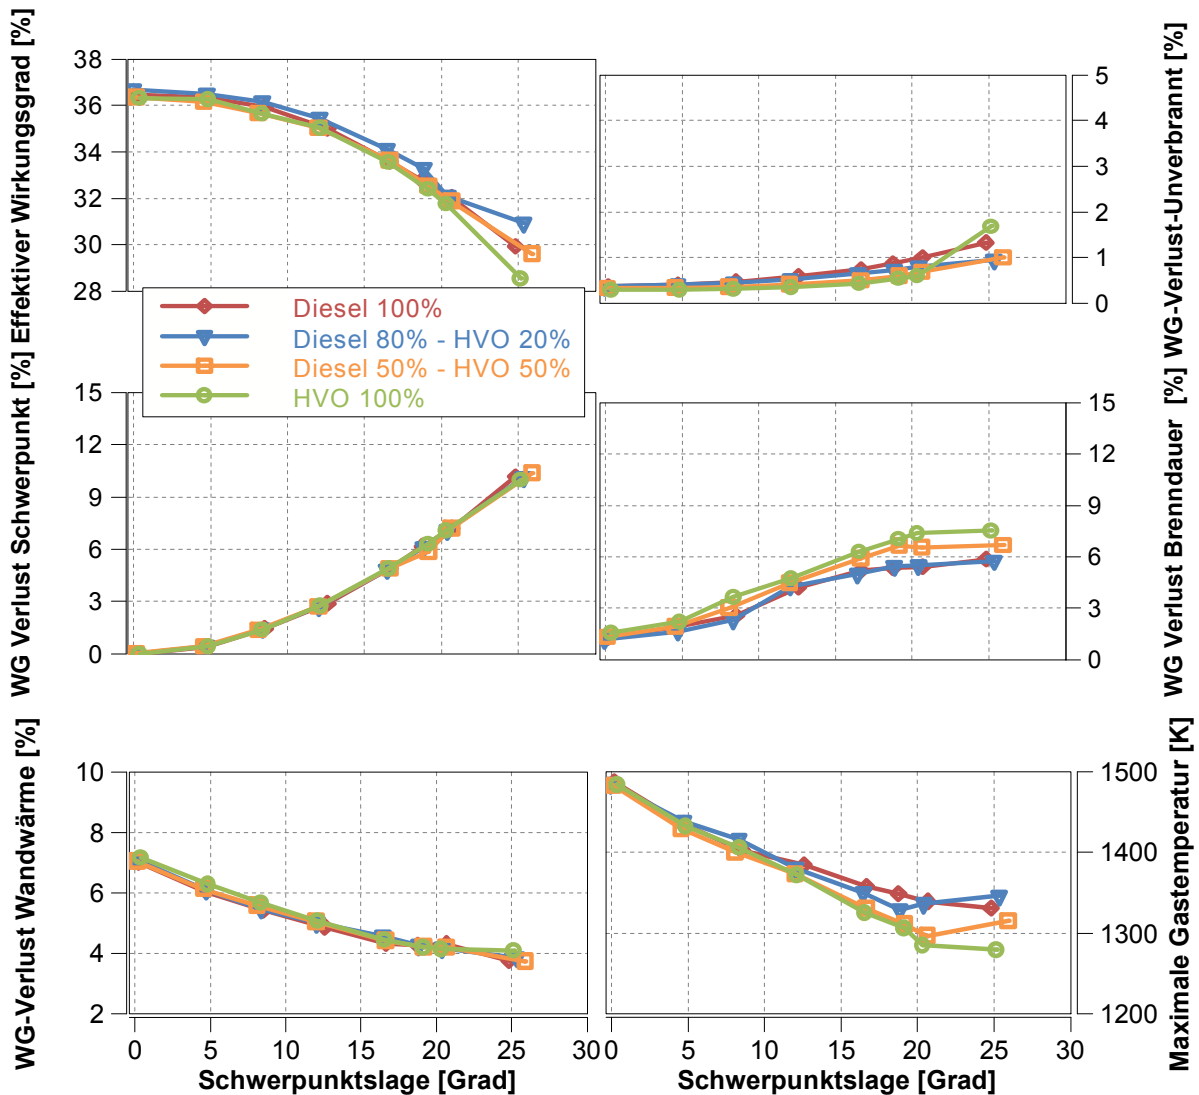 Effektiver Wirkungsgrad [%]
38
36
34
32
30
28
WG-Verlust-Unverbrannt [%]
5
4
3
2
1
0
Diesel 100%
Diesel 80% - HVO 20%
Diesel 50% - HVO 50%
HVO 100%
WG Verlust Schwerpunkt [%]
15
12
9
6
3
0
WG Verlust Brenndauer [%]
15
12
9
6
3
0
WG-Verlust Wandwärme [%]
10
8
6
4
2
Maximale Gastemperatur [K]
1500
1400
1300
1200
0 5 10 15 20 25 30
0 5 10 15 20 25 30
Schwerpunktslage [Grad]
Schwerpunktslage [Grad]